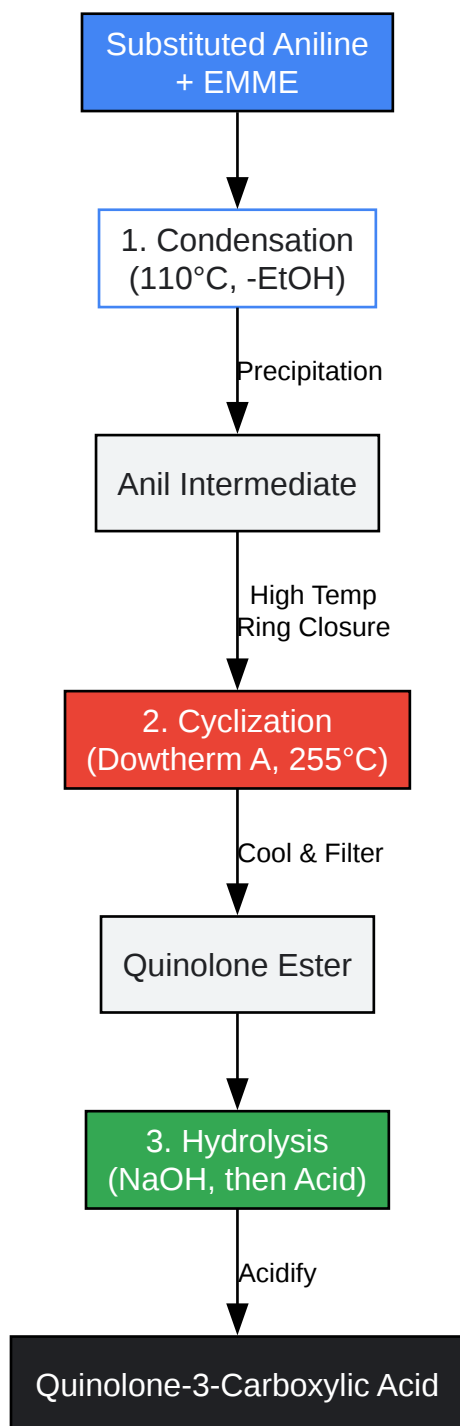 Substituted Aniline
+ EMME
1. Condensation
(110°C, -EtOH)
Precipitation
Anil Intermediate
High Temp
Ring Closure
2. Cyclization
(Dowtherm A, 255°C)
Cool & Filter
Quinolone Ester
3. Hydrolysis
(NaOH, then Acid)
Acidify
Quinolone-3-Carboxylic Acid